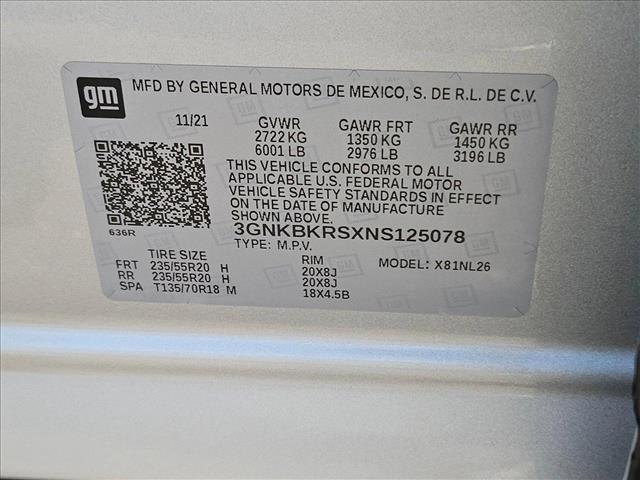 gm MFD BY GENERAL MOTORS DE MEXICO, S. DE R.L. DE C.V.
11/21 GVWR GAWR FRT GAWR RR
2722 KG 1350 KG 1450 KG
6001 LB 2976 LB 3196 LB
THIS VEHICLE CONFORMS TO ALL
APPLICABLE U.S. FEDERAL MOTOR
VEHICLE SAFETY STANDARDS IN EFFECT
ON THE DATE OF MANUFACTURE
SHOWN ABOVE.
636R 3GNKBKRSXNS125078
TYPE: M.P.V.
TIRE SIZE RIM MODEL: X81NL26
FRT 235/55R20 H 20X8J
RR 235/55R20 H 20X8J
SPA T135/70R18 M 18X4.5B